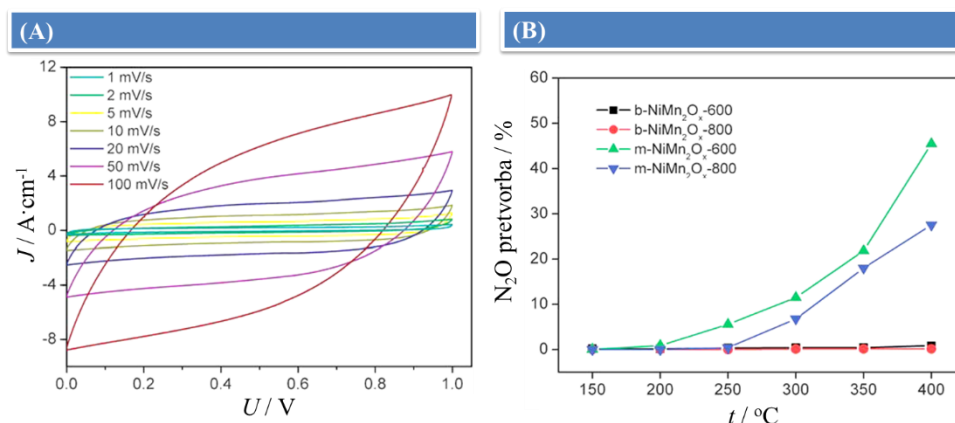 (A)
12
8
4
0
-4
-8
J / A·cm⁻¹
1 mV/s
2 mV/s
5 mV/s
10 mV/s
20 mV/s
50 mV/s
100 mV/s
0.0 0.2 0.4 0.6 0.8 1.0
U / V
(B)
60
50
40
30
20
10
0
N₂O pretvorba / %
b-NiMn₂Oₓ-600
b-NiMn₂Oₓ-800
m-NiMn₂Oₓ-600
m-NiMn₂Oₓ-800
150 200 250 300 350 400
t / °C